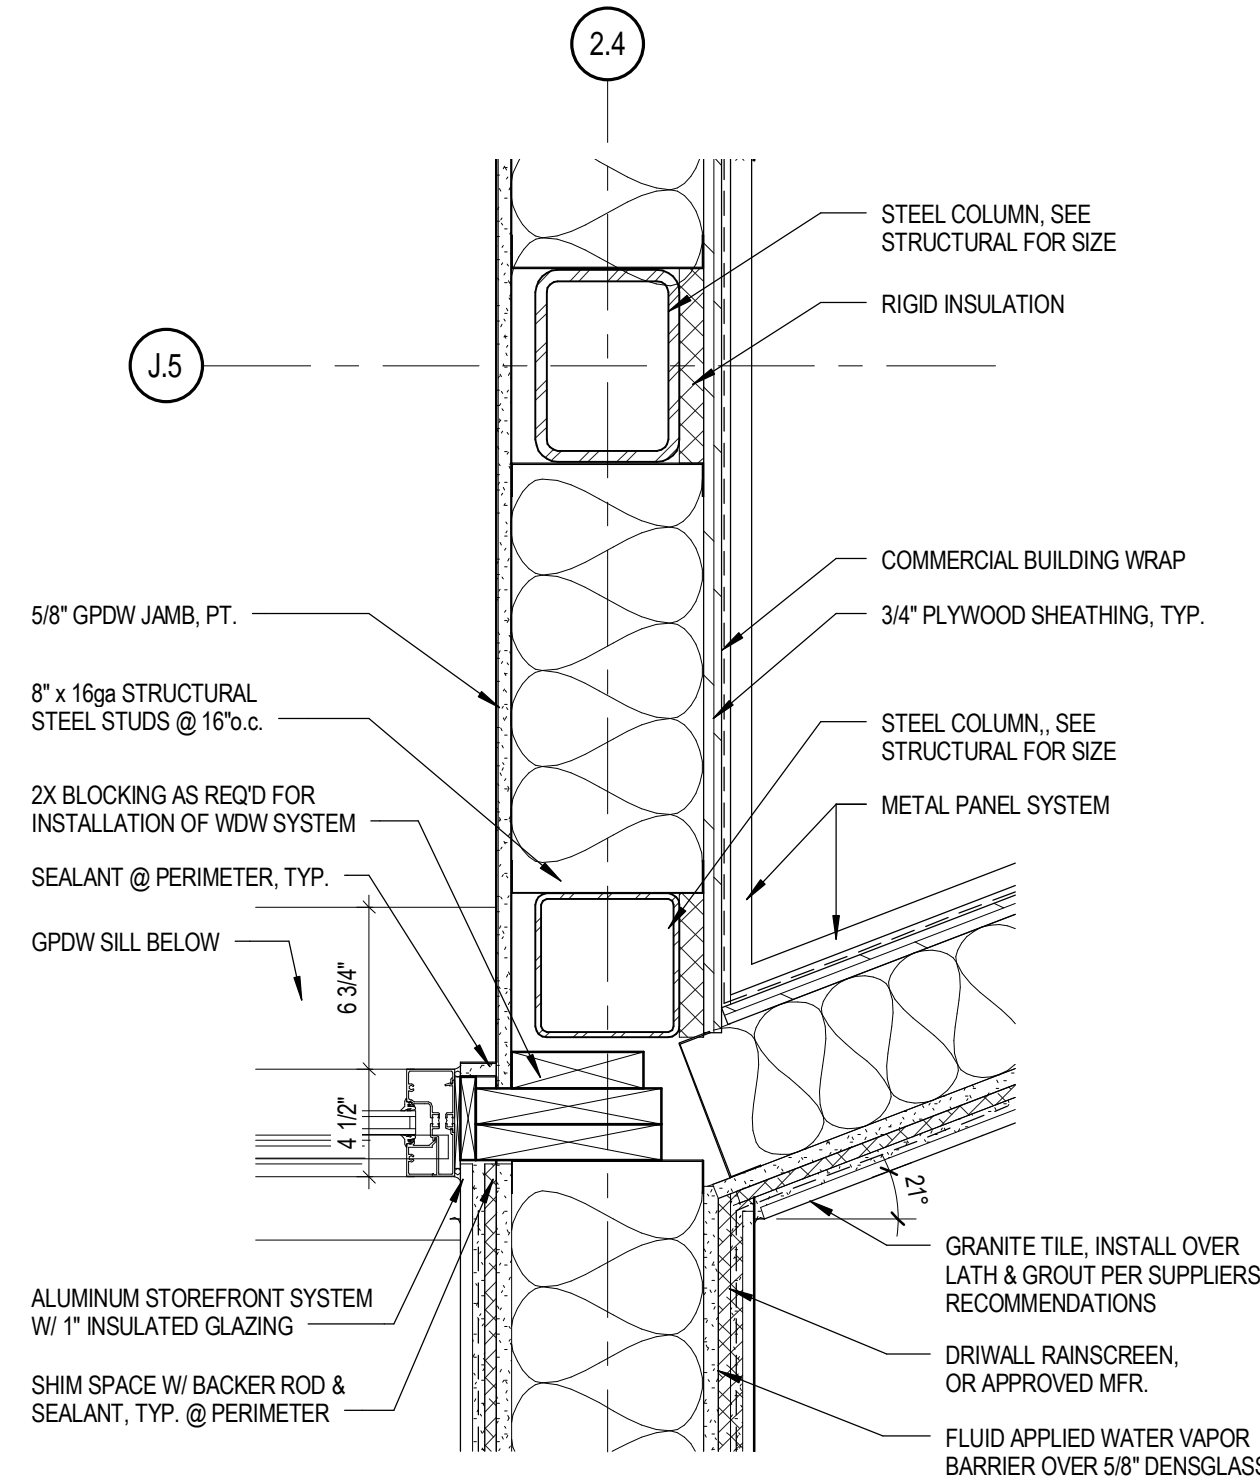 2.4
STEEL COLUMN, SEE
STRUCTURAL FOR SIZE
RIGID INSULATION
J.5
COMMERCIAL BUILDING WRAP
5/8" GPDW JAMB, PT.
3/4" PLYWOOD SHEATHING, TYP.
8" x 16ga STRUCTURAL
STEEL STUDS @ 16"o.c.
STEEL COLUMN,, SEE
STRUCTURAL FOR SIZE
2X BLOCKING AS REQ'D FOR
INSTALLATION OF WDW SYSTEM
METAL PANEL SYSTEM
SEALANT @ PERIMETER, TYP.
GPDW SILL BELOW
6 3/4"
4 1/2"
21°
GRANITE TILE, INSTALL OVER
LATH & GROUT PER SUPPLIERS
RECOMMENDATIONS
ALUMINUM STOREFRONT SYSTEM
W/ 1" INSULATED GLAZING
DRIWALL RAINSCREEN,
OR APPROVED MFR.
SHIM SPACE W/ BACKER ROD &
SEALANT, TYP. @ PERIMETER
FLUID APPLIED WATER VAPOR
BARRIER OVER 5/8" DENSGLASS